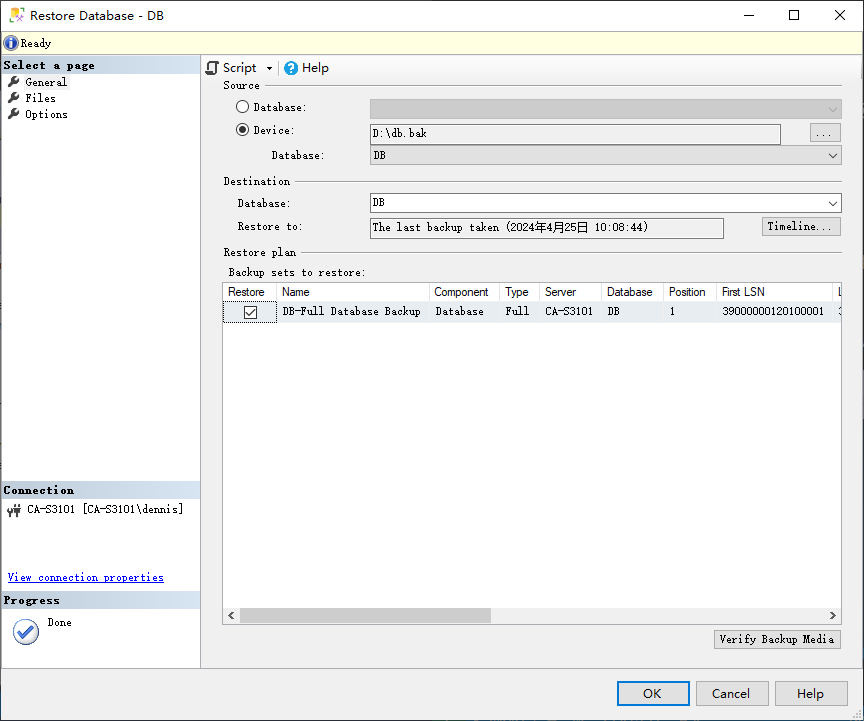 Restore Database - DB
Ready
Select a page
General
Files
Options
Script
Help
Source
Database:
Device:
D:\db.bak
...
Database:
DB
Destination
Database:
DB
Restore to:
The last backup taken (2024年4月25日 10:08:44)
Timeline...
Restore plan
Backup sets to restore:
Restore Name Component Type Server Database Position First LSN
DB-Full Database Backup Database Full CA-S3101 DB 1 39000000120100001
Connection
CA-S3101 [CA-S3101\dennis]
View connection properties
Progress
Done
Verify Backup Media
OK
Cancel
Help